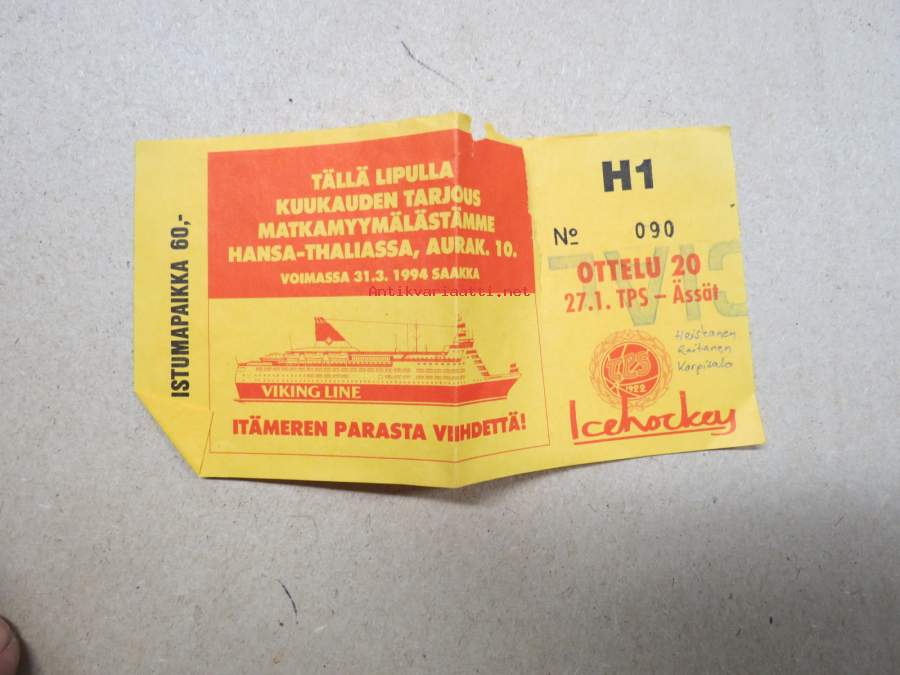 ISTUMAPAIKKA 60,-
TÄLLÄ LIPULLA
KUUKAUDEN TARJOUS
MATKAMYYMÄLÄSTÄMME
HANSA-THALIASSA, AURAK. 10.
VOIMASSA 31.3. 1994 SAAKKA
Antikvariaatti.net
VIKING LINE
ITÄMEREN PARASTA VIIHDETTÄ!
H1
No 090
OTTELU 20
27.1. TPS – Ässät
Raitanen
Karpisalo
TPS
1922
Icehockey